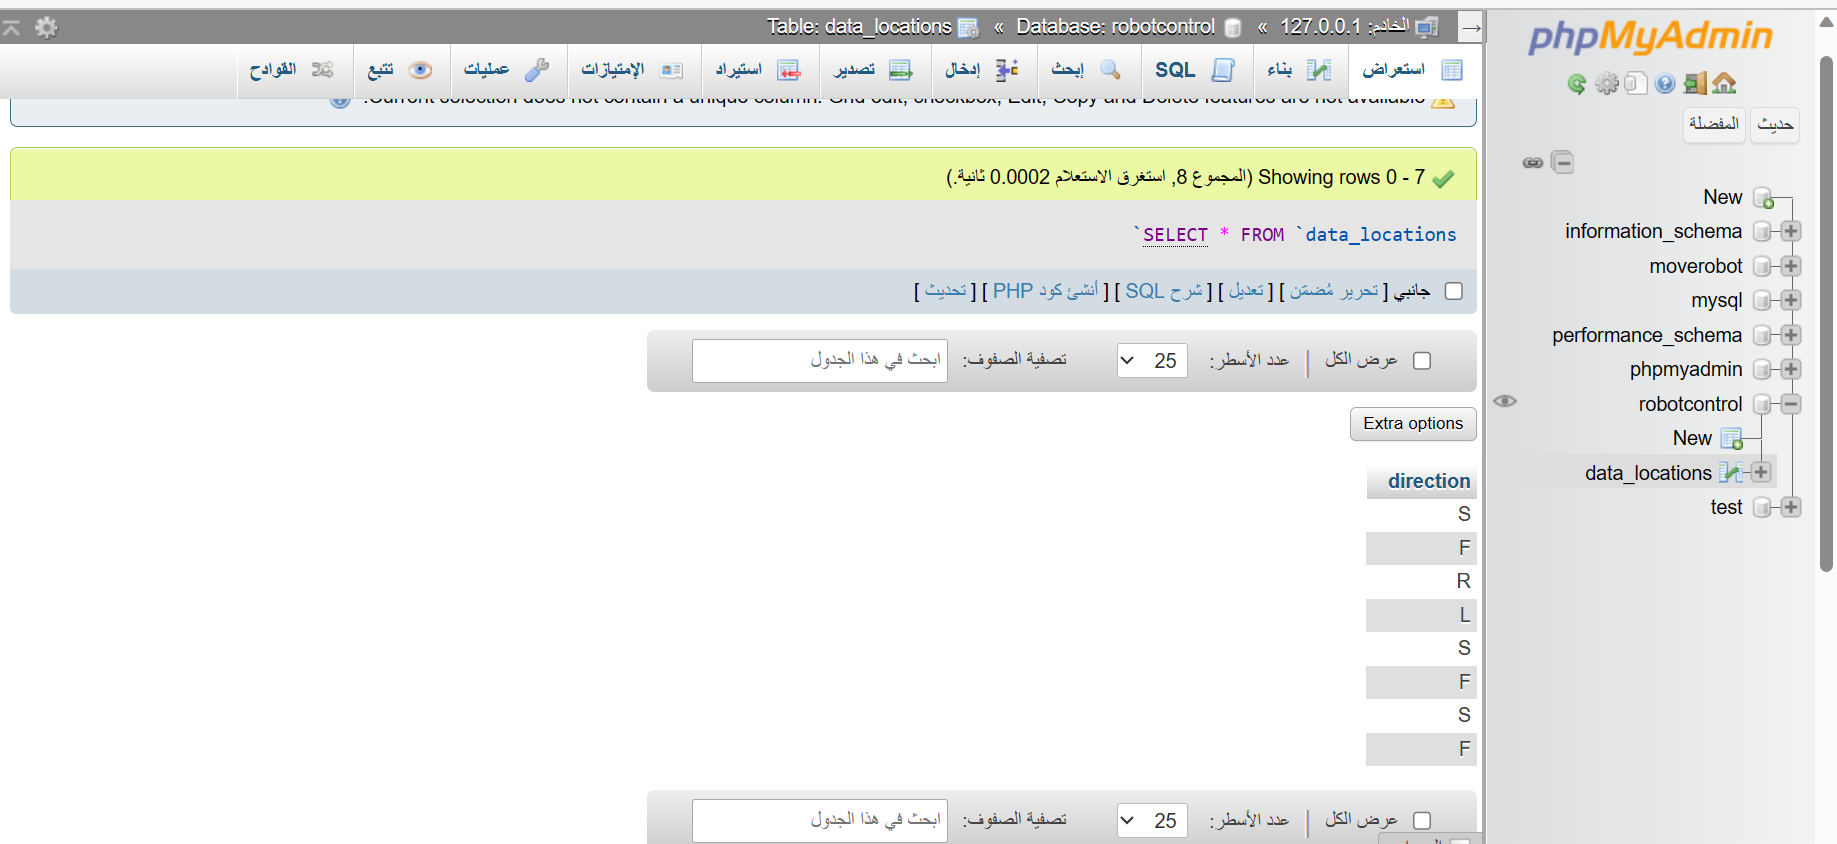 الخادم: 127.0.0.1 » Database: robotcontrol » Table: data_locations
استعراض بناء SQL إبحث إدخال تصدير استيراد الإمتيازات عمليات تتبع القوادح
Current selection does not contain a unique column. Grid edit, checkbox, Edit, Copy and Delete features are not available.
Showing rows 0 - 7 (المجموع 8, استغرق الاستعلام 0.0002 ثانية.)
SELECT * FROM `data_locations`
جانبي [ تحرير مُضمّن ] [ تعديل ] [ شرح SQL ] [ أنشئ كود PHP ] [ تحديث ]
عرض الكل | عدد الأسطر: 25 تصفية الصفوف: ابحث في هذا الجدول
Extra options
direction
S
F
R
L
S
F
S
F
عرض الكل | عدد الأسطر: 25 تصفية الصفوف: ابحث في هذا الجدول
phpMyAdmin
حديث المفضلة
New
information_schema
moverobot
mysql
performance_schema
phpmyadmin
robotcontrol
New
data_locations
test